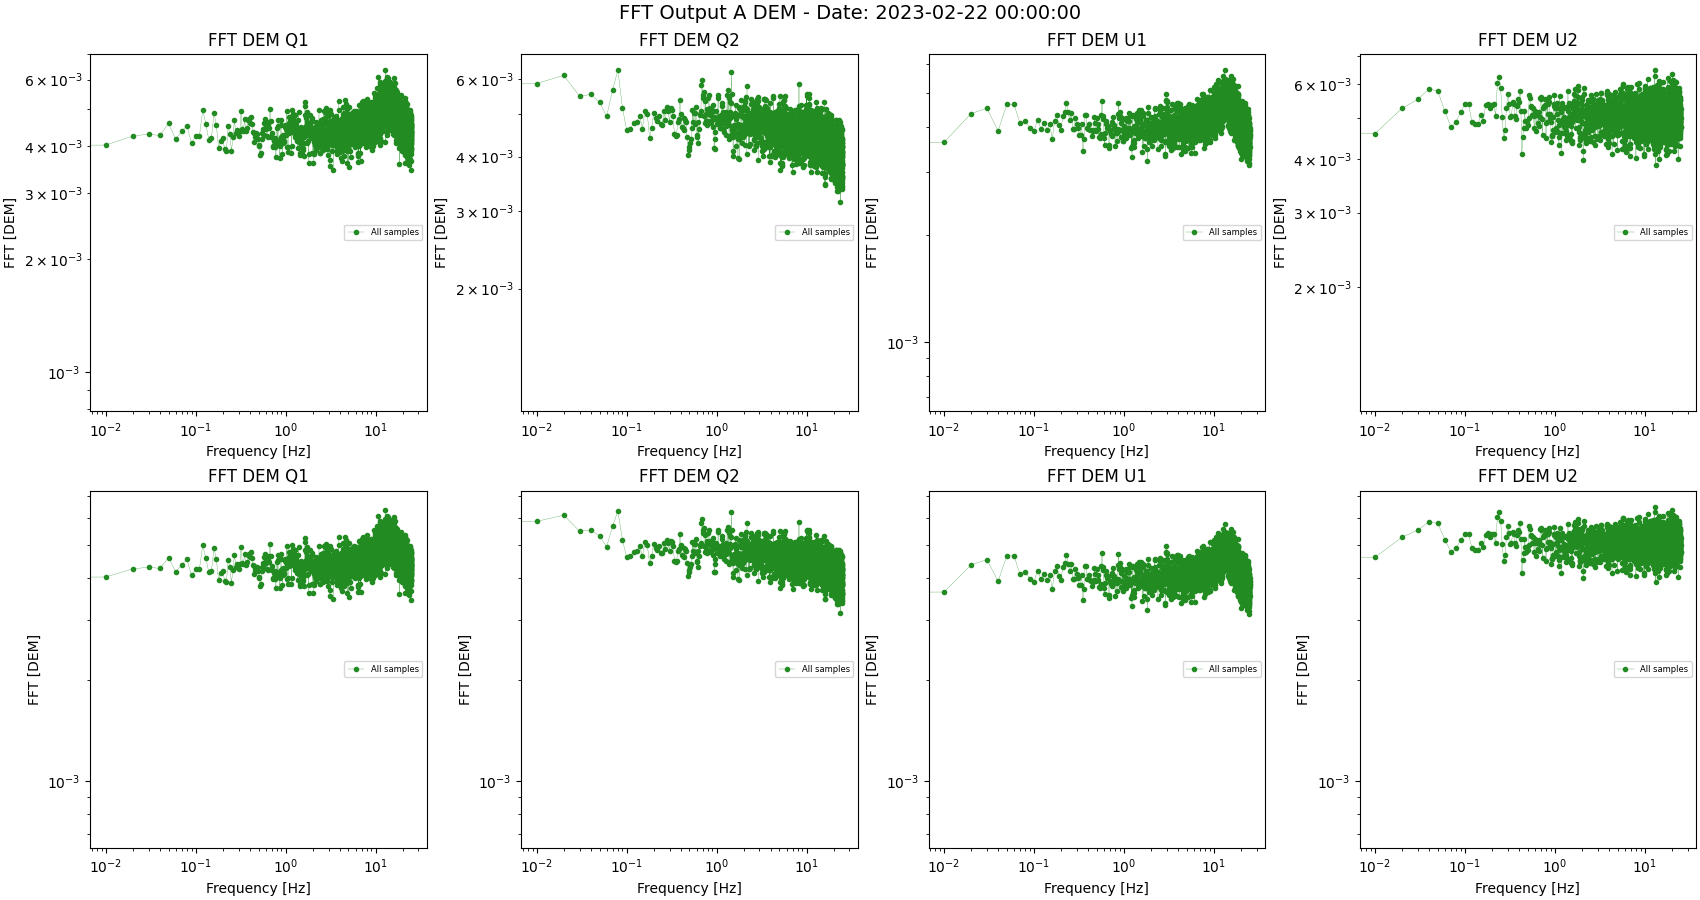 FFT Output A DEM - Date: 2023-02-22 00:00:00
FFT DEM Q1
FFT [DEM]
6 × 10⁻³
4 × 10⁻³
3 × 10⁻³
2 × 10⁻³
10⁻³
All samples
10⁻² 10⁻¹ 10⁰ 10¹
Frequency [Hz]
FFT DEM Q2
FFT [DEM]
6 × 10⁻³
4 × 10⁻³
3 × 10⁻³
2 × 10⁻³
All samples
10⁻² 10⁻¹ 10⁰ 10¹
Frequency [Hz]
FFT DEM U1
FFT [DEM]
10⁻³
All samples
10⁻² 10⁻¹ 10⁰ 10¹
Frequency [Hz]
FFT DEM U2
FFT [DEM]
6 × 10⁻³
4 × 10⁻³
3 × 10⁻³
2 × 10⁻³
All samples
10⁻² 10⁻¹ 10⁰ 10¹
Frequency [Hz]
FFT DEM Q1
FFT [DEM]
10⁻³
All samples
10⁻² 10⁻¹ 10⁰ 10¹
Frequency [Hz]
FFT DEM Q2
FFT [DEM]
10⁻³
All samples
10⁻² 10⁻¹ 10⁰ 10¹
Frequency [Hz]
FFT DEM U1
FFT [DEM]
10⁻³
All samples
10⁻² 10⁻¹ 10⁰ 10¹
Frequency [Hz]
FFT DEM U2
FFT [DEM]
10⁻³
All samples
10⁻² 10⁻¹ 10⁰ 10¹
Frequency [Hz]